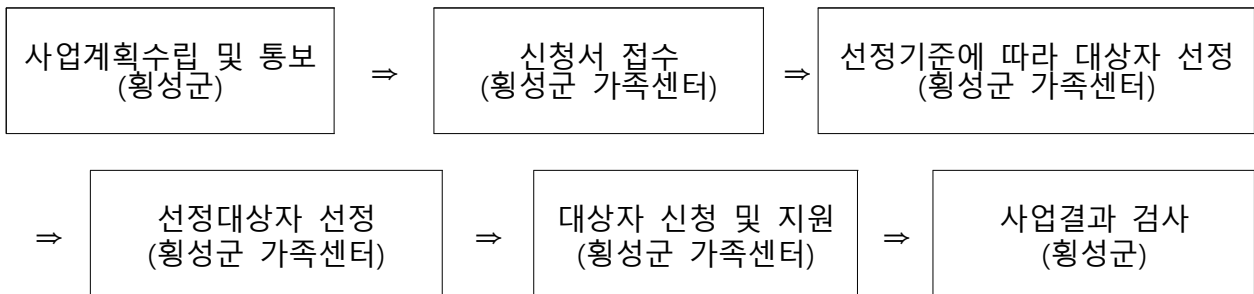 사업계획수립 및 통보
(횡성군)
⇒
신청서 접수
(횡성군 가족센터)
⇒
선정기준에 따라 대상자 선정
(횡성군 가족센터)
⇒
선정대상자 선정
(횡성군 가족센터)
⇒
대상자 신청 및 지원
(횡성군 가족센터)
⇒
사업결과 검사
(횡성군)